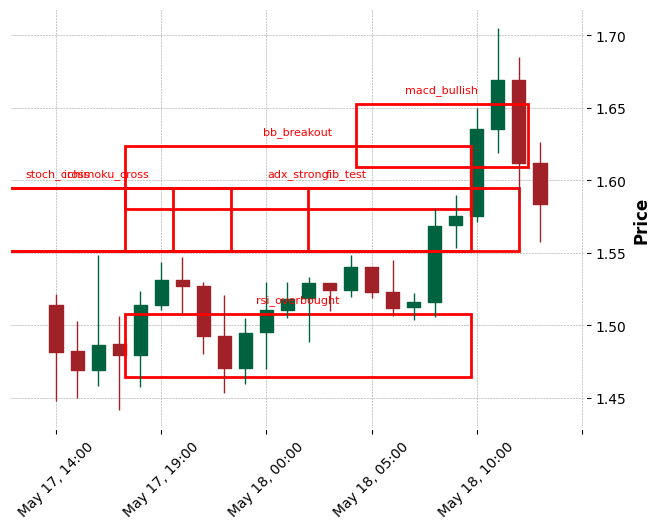 1.70
macd_bullish
1.65
bb_breakout
1.60
adx_strong
fib_test
Price
1.55
rsi_overbought
1.50
1.45
May 17, 14:00
May 17, 19:00
May 18, 00:00
May 18, 05:00
May 18, 10:00